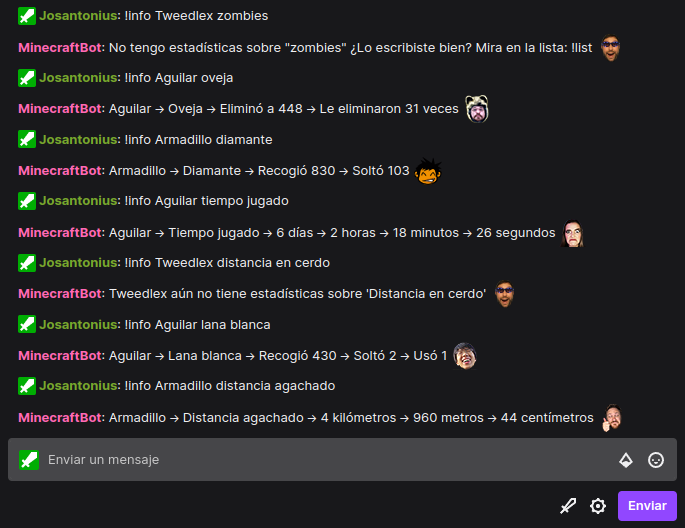 Josantonius: !info Tweedlex zombies
MinecraftBot: No tengo estadísticas sobre "zombies" ¿Lo escribiste bien? Mira en la lista: !list
Josantonius: !info Aguilar oveja
MinecraftBot: Aguilar → Oveja → Eliminó a 448 → Le eliminaron 31 veces
Josantonius: !info Armadillo diamante
MinecraftBot: Armadillo → Diamante → Recogió 830 → Soltó 103
Josantonius: !info Aguilar tiempo jugado
MinecraftBot: Aguilar → Tiempo jugado → 6 días → 2 horas → 18 minutos → 26 segundos
Josantonius: !info Tweedlex distancia en cerdo
MinecraftBot: Tweedlex aún no tiene estadísticas sobre 'Distancia en cerdo'
Josantonius: !info Aguilar lana blanca
MinecraftBot: Aguilar → Lana blanca → Recogió 430 → Soltó 2 → Usó 1
Josantonius: !info Armadillo distancia agachado
MinecraftBot: Armadillo → Distancia agachado → 4 kilómetros → 960 metros → 44 centímetros
Enviar un mensaje
Enviar